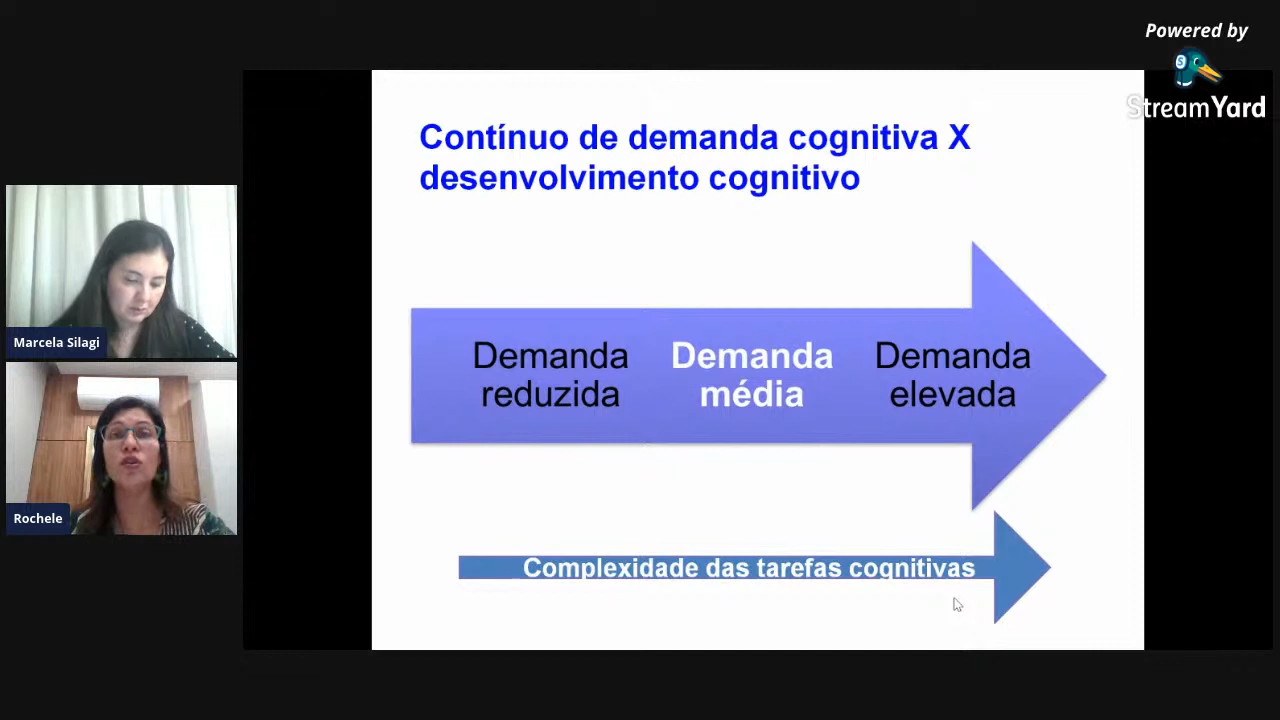 Powered by
StreamYard
Contínuo de demanda cognitiva X
desenvolvimento cognitivo
Marcela Silagi
Demanda
reduzida
Demanda
média
Demanda
elevada
Rochele
Complexidade das tarefas cognitivas